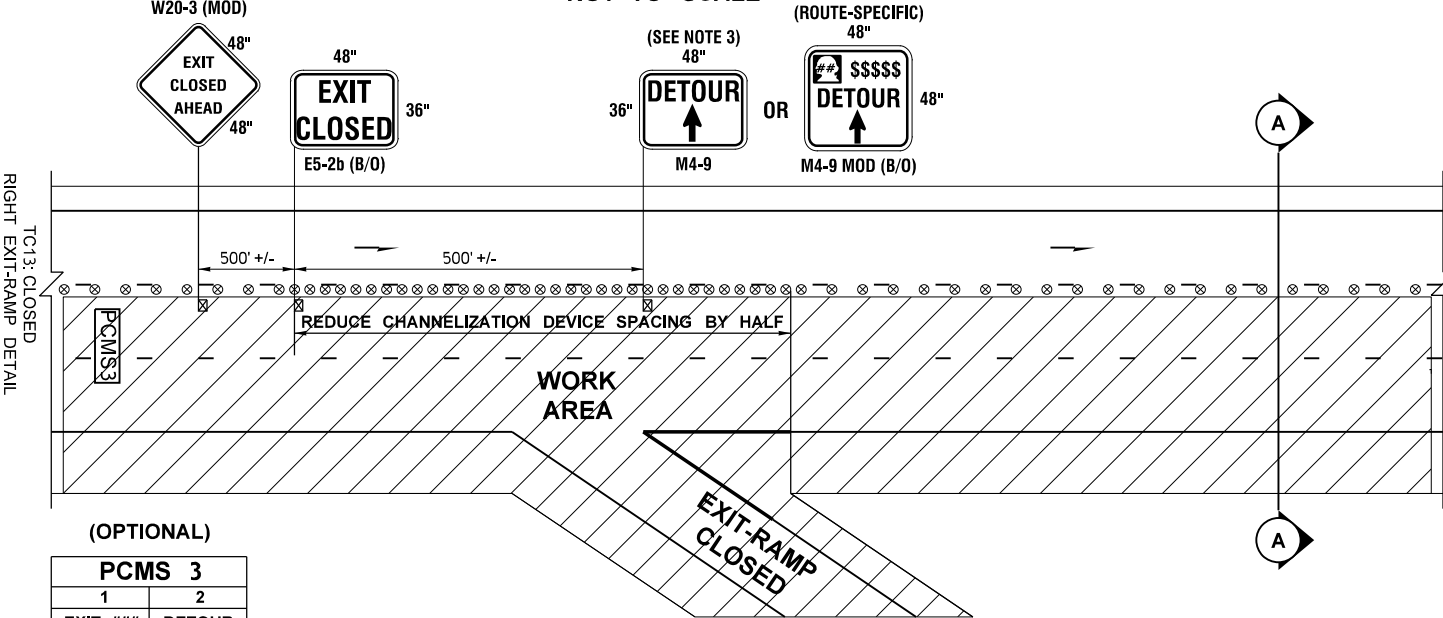 W20-3 (MOD)
48"
EXIT
CLOSED
AHEAD
48"
48"
EXIT
CLOSED
36"
E5-2b (B/O)
(SEE NOTE 3)
48"
36"
DETOUR
M4-9
OR
(ROUTE-SPECIFIC)
48"
## $$$$$
DETOUR
48"
M4-9 MOD (B/O)
A
TC13: CLOSED
RIGHT EXIT-RAMP DETAIL
500' +/-
500' +/-
REDUCE CHANNELIZATION DEVICE SPACING BY HALF
PCMS3
WORK
AREA
EXIT-RAMP
CLOSED
A
(OPTIONAL)
PCMS 3
1 2